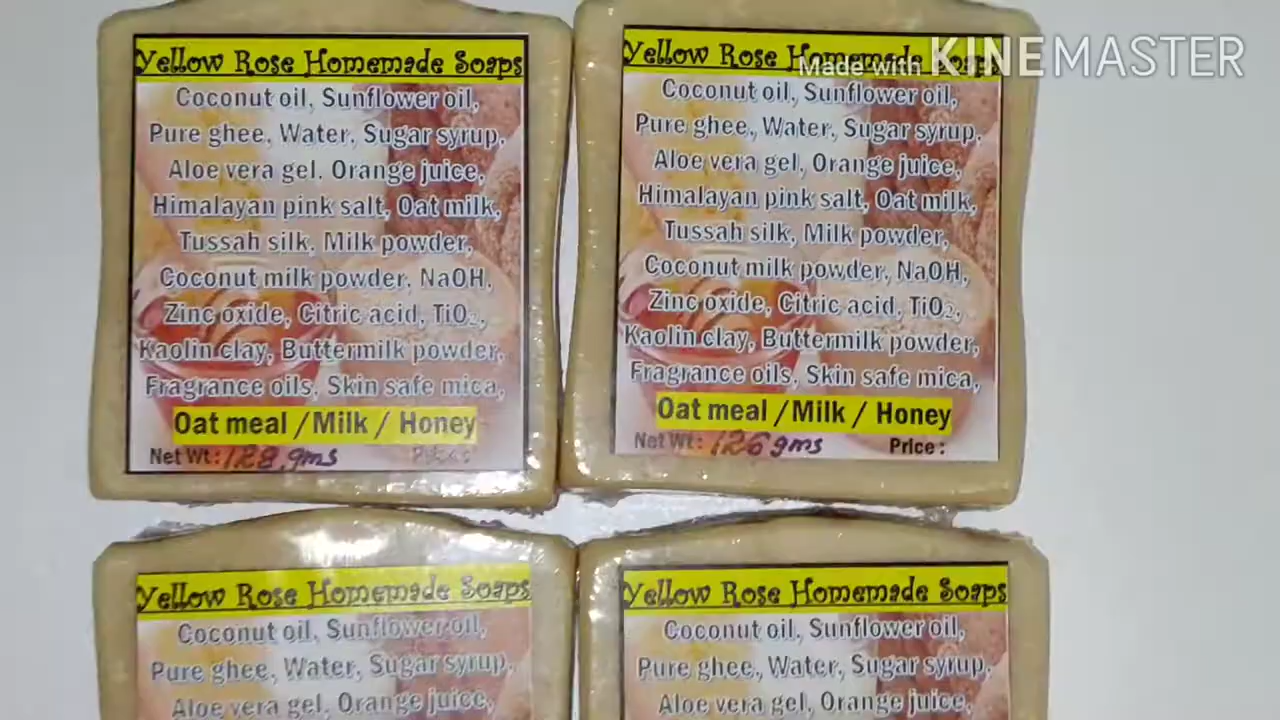 Made with KINEMASTER
Yellow Rose Homemade Soaps
Coconut oil, Sunflower oil,
Pure ghee, Water, Sugar syrup,
Aloe vera gel, Orange juice,
Himalayan pink salt, Oat milk,
Tussah silk, Milk powder,
Coconut milk powder, NaOH,
Zinc oxide, Citric acid, TiO₂,
Kaolin clay, Buttermilk powder,
Fragrance oils, Skin safe mica,
Oat meal /Milk / Honey
Net Wt: 128 gms Price:
Yellow Rose Homemade Soaps
Coconut oil, Sunflower oil,
Pure ghee, Water, Sugar syrup,
Aloe vera gel, Orange juice,
Himalayan pink salt, Oat milk,
Tussah silk, Milk powder,
Coconut milk powder, NaOH,
Zinc oxide, Citric acid, TiO₂,
Kaolin clay, Buttermilk powder,
Fragrance oils, Skin safe mica,
Oat meal /Milk / Honey
Net Wt: 126 gms Price:
Yellow Rose Homemade Soaps
Coconut oil, Sunflower oil,
Pure ghee, Water, Sugar syrup,
Aloe vera gel, Orange juice,
Yellow Rose Homemade Soaps
Coconut oil, Sunflower oil,
Pure ghee, Water, Sugar syrup,
Aloe vera gel, Orange juice,